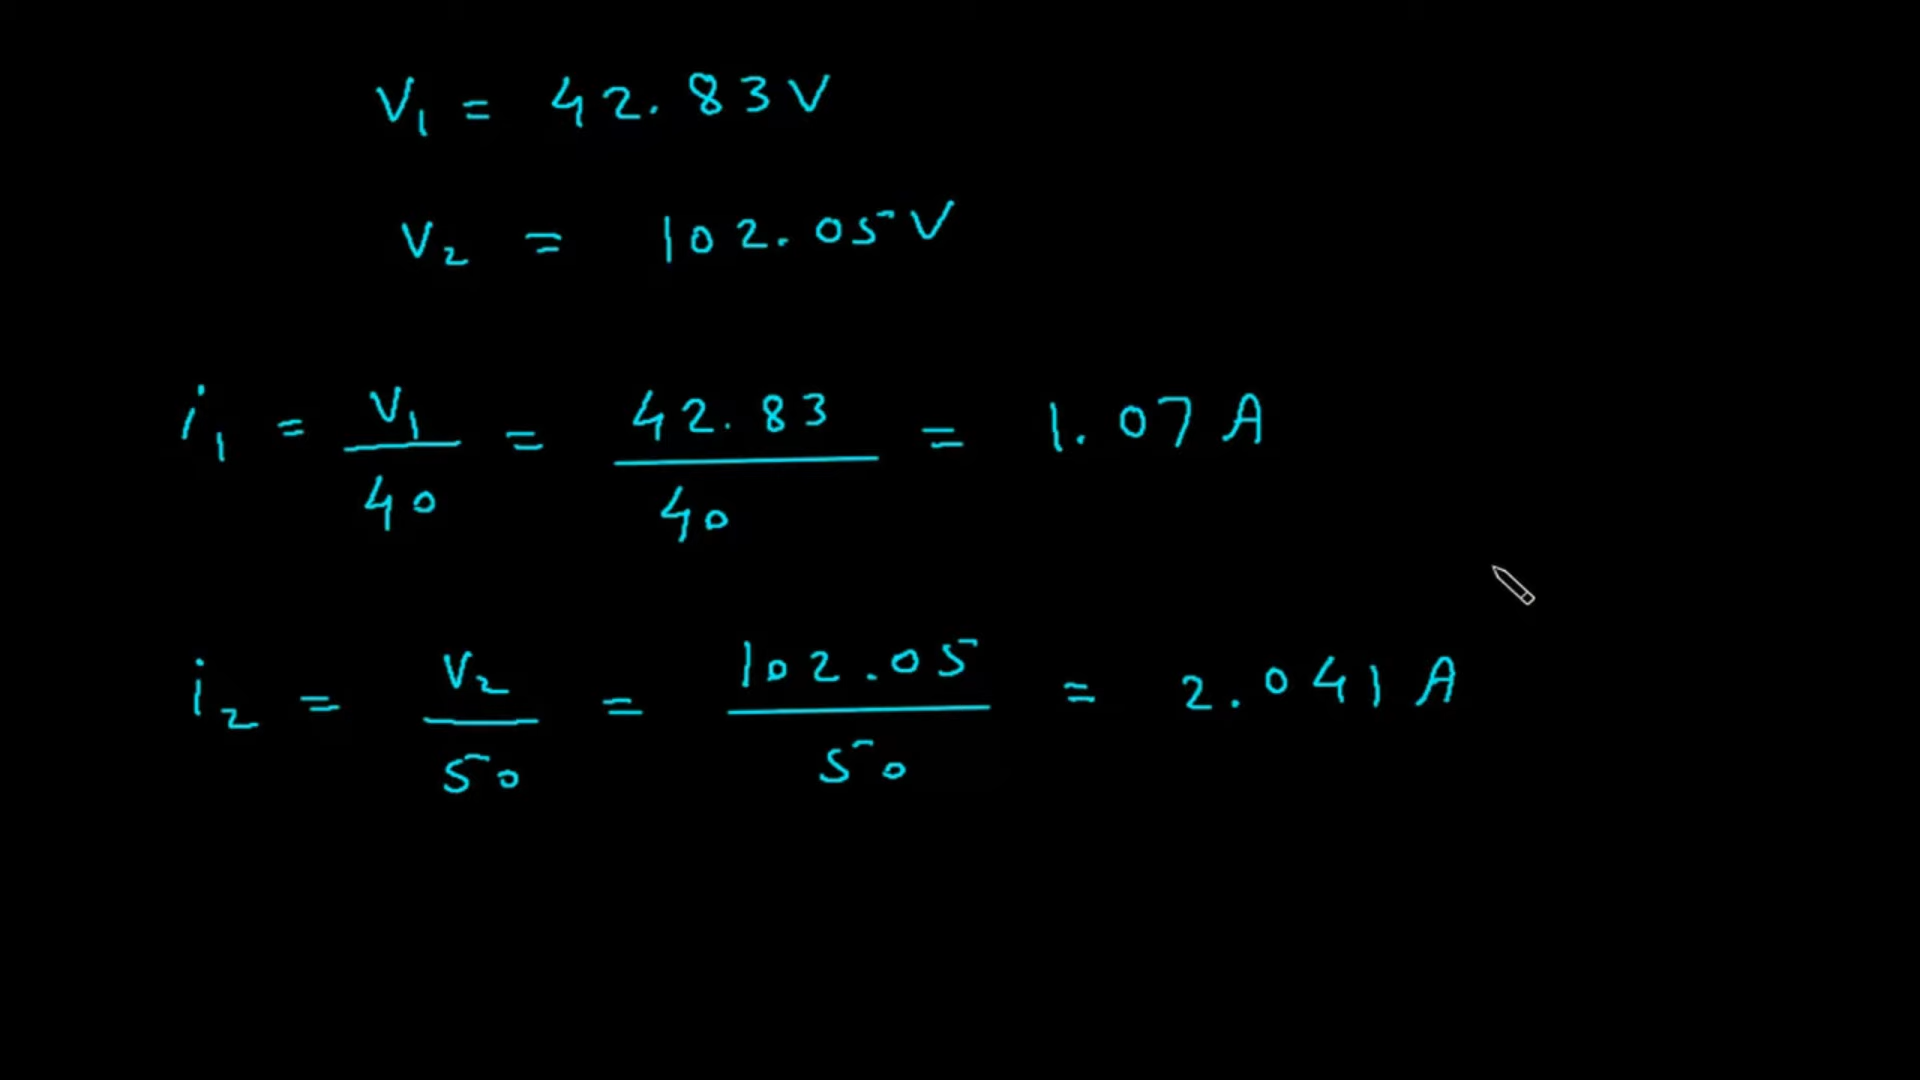 V₁ = 42.83V
V₂ = 102.05V
i₁ = V₁/40 = 42.83/40 = 1.07 A
i₂ = V₂/50 = 102.05/50 = 2.041 A